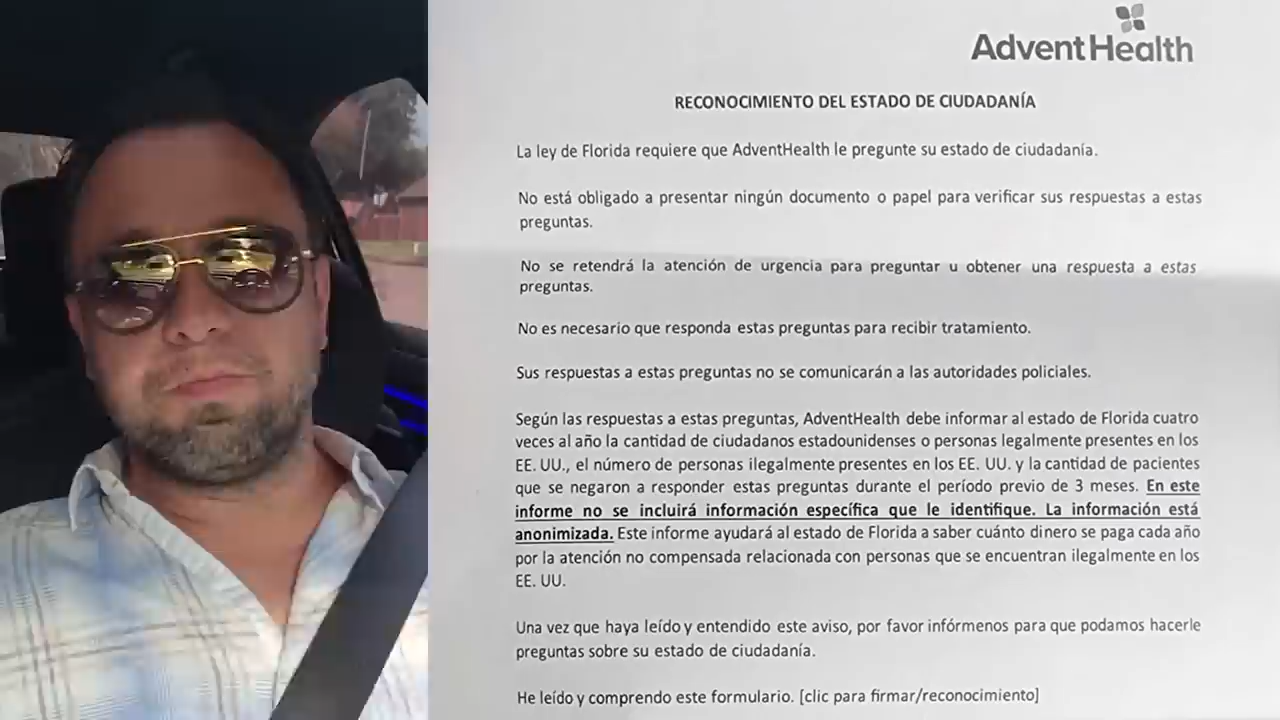 AdventHealth
RECONOCIMIENTO DEL ESTADO DE CIUDADANÍA
La ley de Florida requiere que AdventHealth le pregunte su estado de ciudadanía.
No está obligado a presentar ningún documento o papel para verificar sus respuestas a estas
preguntas.
No se retendrá la atención de urgencia para preguntar u obtener una respuesta a estas
preguntas.
No es necesario que responda estas preguntas para recibir tratamiento.
Sus respuestas a estas preguntas no se comunicarán a las autoridades policiales.
Según las respuestas a estas preguntas, AdventHealth debe informar al estado de Florida cuatro
veces al año la cantidad de ciudadanos estadounidenses o personas legalmente presentes en los
EE. UU., el número de personas ilegalmente presentes en los EE. UU. y la cantidad de pacientes
que se negaron a responder estas preguntas durante el período previo de 3 meses. En este
informe no se incluirá información específica que le identifique. La información está
anonimizada. Este informe ayudará al estado de Florida a saber cuánto dinero se paga cada año
por la atención no compensada relacionada con personas que se encuentran ilegalmente en los
EE. UU.
Una vez que haya leído y entendido este aviso, por favor infórmenos para que podamos hacerle
preguntas sobre su estado de ciudadanía.
He leído y comprendo este formulario. [clic para firmar/reconocimiento]